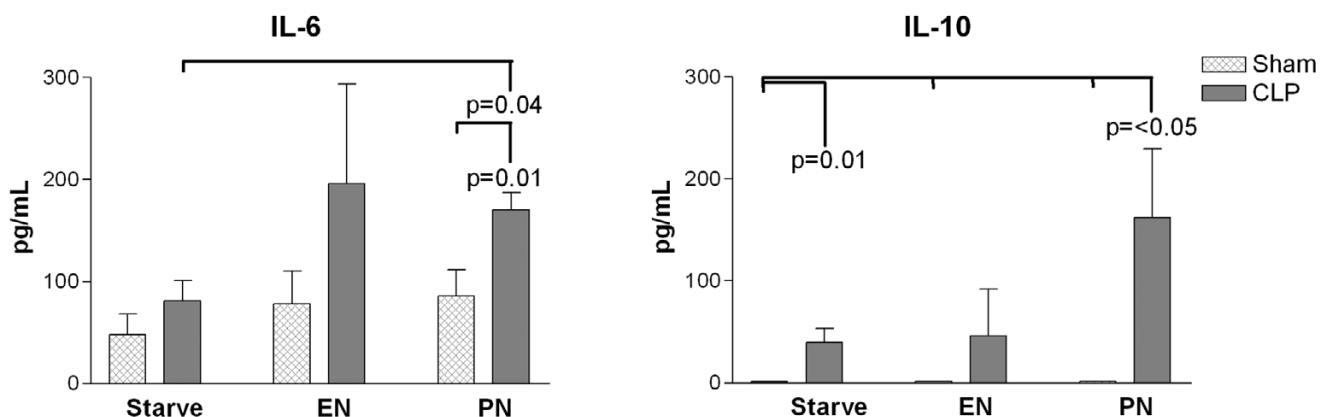 IL-6
300
200
100
0
pg/mL
p=0.04
p=0.01
Starve EN PN
IL-10
300
200
100
0
pg/mL
p=0.01
p=<0.05
Starve EN PN
Sham
CLP